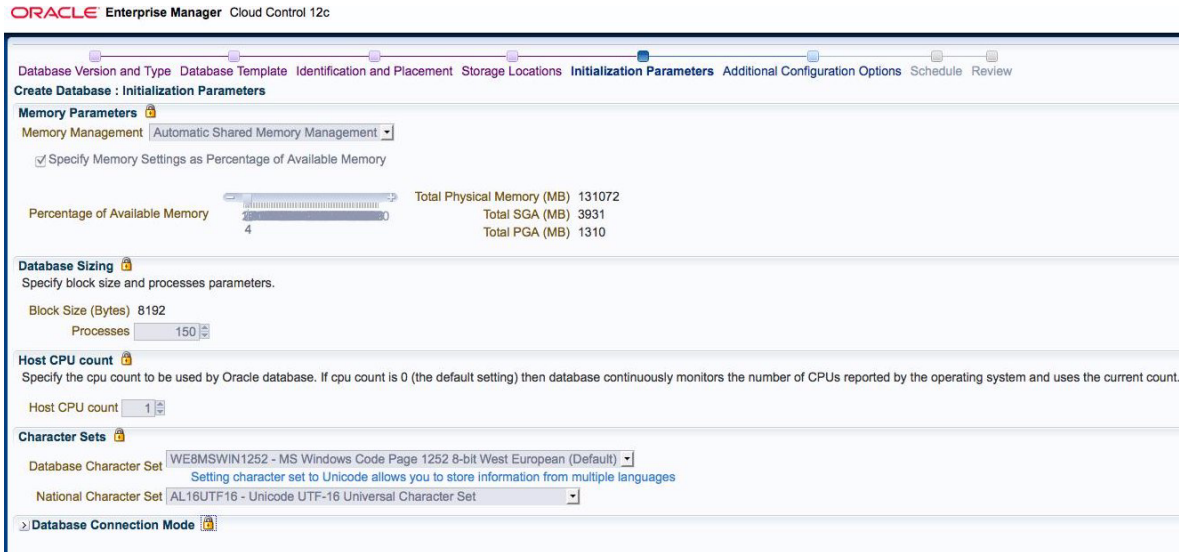 ORACLE Enterprise Manager Cloud Control 12c
Database Version and Type Database Template Identification and Placement Storage Locations Initialization Parameters Additional Configuration Options Schedule Review
Create Database : Initialization Parameters
Memory Parameters
Memory Management Automatic Shared Memory Management
Specify Memory Settings as Percentage of Available Memory
Total Physical Memory (MB) 131072
Percentage of Available Memory
Total SGA (MB) 3931
4
Total PGA (MB) 1310
Database Sizing
Specify block size and processes parameters.
Block Size (Bytes) 8192
Processes 150
Host CPU count
Specify the cpu count to be used by Oracle database. If cpu count is 0 (the default setting) then database continuously monitors the number of CPUs reported by the operating system and uses the current count.
Host CPU count 1
Character Sets
Database Character Set WE8MSWIN1252 - MS Windows Code Page 1252 8-bit West European (Default)
Setting character set to Unicode allows you to store information from multiple languages
National Character Set AL16UTF16 - Unicode UTF-16 Universal Character Set
Database Connection Mode